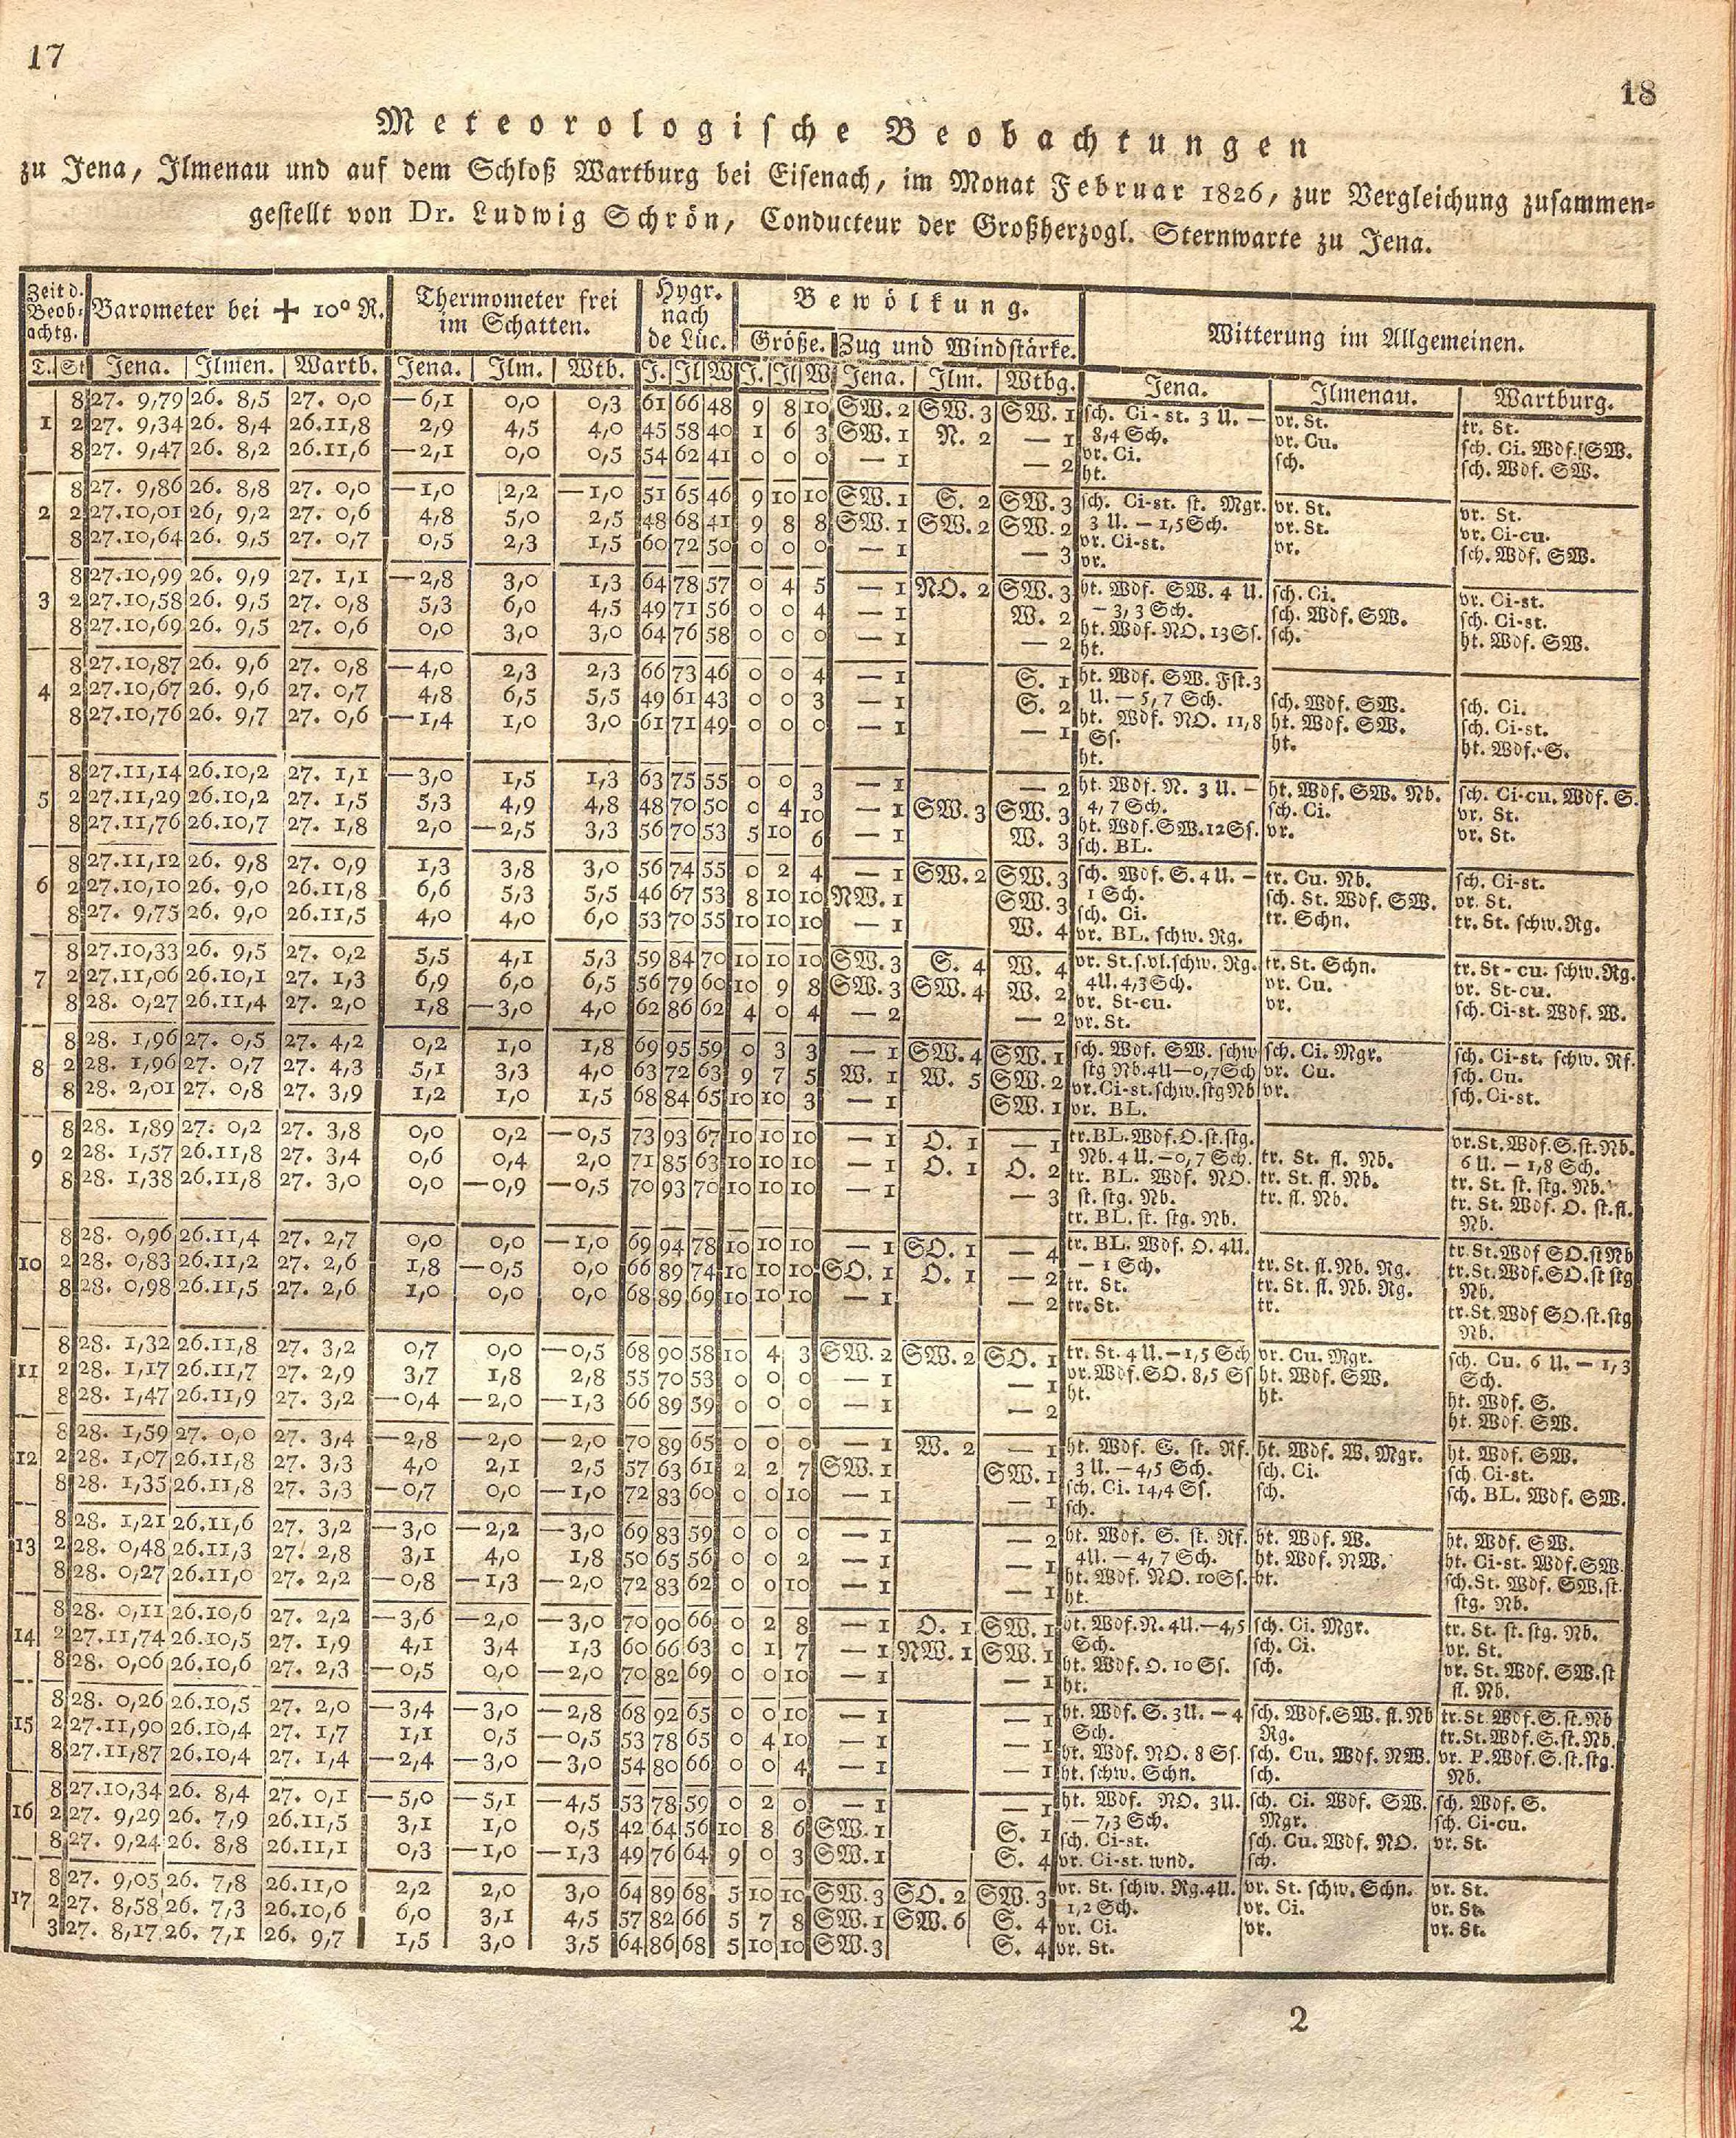 17
18
Meteorologische Beobachtungen
zu Jena, Ilmenau und auf dem Schloß Wartburg bei Eisenach, im Monat Februar 1826, zur Vergleichung zusammen-
gestellt von Dr. Ludwig Schrön, Conducteur der Großherzogl. Sternwarte zu Jena.
Zeit d. Beob-achtg. Barometer bei + 10° R. Thermometer frei im Schatten. Hygr. nach de Lüc. Bewölkung. Witterung im Allgemeinen.
Größe. Zug und Windstärke.
T. St Jena. Ilmen. Wartb. Jena. Ilm. Wtb. J. Il W J. Il W Jena. Ilm. Wtbg. Jena. Ilmenau. Wartburg.
8 27. 9,79 26. 8,5 27. 0,0 —6,1 0,0 0,3 61 66 48 9 8 10 SW. 2 SW. 3 SW. 1 sch. Ci-st. 3 U. — vr. St. tr. St.
1 2 27. 9,34 26. 8,4 26.11,8 2,9 4,5 4,0 45 58 40 1 6 3 SW. 1 N. 2 — 1 8,4 Sch. vr. Cu. sch. Ci. Wdf. SW.
8 27. 9,47 26. 8,2 26.11,6 —2,1 0,0 0,5 54 62 41 0 0 0 — 1 — 2 vr. Ci. sch. sch. Wdf. SW.
ht.
8 27. 9,86 26. 8,8 27. 0,0 —1,0 2,2 —1,0 51 65 46 9 10 10 SW. 1 S. 2 SW. 3 sch. Ci-st. st. Mgr. vr. St. vr. St.
2 2 27.10,01 26, 9,2 27. 0,6 4,8 5,0 2,5 48 68 41 9 8 8 SW. 1 SW. 2 SW. 2 3 U. — 1,5 Sch. vr. St. vr. Ci-cu.
8 27.10,64 26. 9,5 27. 0,7 0,5 2,3 1,5 60 72 50 0 0 0 — 1 — 3 vr. Ci-st. vr. sch. Wdf. SW.
vr.
8 27.10,99 26. 9,9 27. 1,1 —2,8 3,0 1,3 64 78 57 0 4 5 — 1 NO. 2 SW. 3 ht. Wdf. SW. 4 U. sch. Ci. vr. Ci-st.
3 2 27.10,58 26. 9,5 27. 0,8 5,3 6,0 4,5 49 71 56 0 0 4 — 1 W. 2 — 3,3 Sch. sch. Wdf. SW. sch. Ci-st.
8 27.10,69 26. 9,5 27. 0,6 0,0 3,0 3,0 64 76 58 0 0 0 — 1 — 2 ht. Wdf. NO. 13 Ss. sch. ht. Wdf. SW.
ht.
8 27.10,87 26. 9,6 27. 0,8 —4,0 2,3 2,3 66 73 46 0 0 4 — 1 S. 1 ht. Wdf. SW. Fst. 3
4 2 27.10,67 26. 9,6 27. 0,7 4,8 6,5 5,5 49 61 43 0 0 3 — 1 S. 2 U. — 5,7 Sch. sch. Wdf. SW. sch. Ci.
8 27.10,76 26. 9,7 27. 0,6 —1,4 1,0 3,0 61 71 49 0 0 0 — 1 — 1 ht. Wdf. NO. 11,8 ht. Wdf. SW. sch. Ci-st.
Ss. ht. ht. Wdf. S.
ht.
8 27.11,14 26.10,2 27. 1,1 —3,0 1,5 1,3 63 75 55 0 0 3 — 1 — 2 ht. Wdf. N. 3 U. — ht. Wdf. SW. Nb. sch. Ci-cu. Wdf. S.
5 2 27.11,29 26.10,2 27. 1,5 5,3 4,9 4,8 48 70 50 0 4 10 — 1 SW. 3 SW. 3 4,7 Sch. sch. Ci. vr. St.
8 27.11,76 26.10,7 27. 1,8 2,0 —2,5 3,3 56 70 53 5 10 6 — 1 W. 3 ht. Wdf. SW. 12 Ss. vr. vr. St.
sch. BL.
8 27.11,12 26. 9,8 27. 0,9 1,3 3,8 3,0 56 74 55 0 2 4 — 1 SW. 2 SW. 3 sch. Wdf. S. 4 U. — tr. Cu. Nb. sch. Ci-st.
6 2 27.10,10 26. 9,0 26.11,8 6,6 5,3 5,5 46 67 53 8 10 10 NW. 1 SW. 3 1 Sch. sch. St. Wdf. SW. vr. St.
8 27. 9,75 26. 9,0 26.11,5 4,0 4,0 6,0 53 70 55 10 10 10 — 1 W. 4 sch. Ci. tr. Schn. tr. St. schw. Rg.
vr. BL. schw. Rg.
8 27.10,33 26. 9,5 27. 0,2 5,5 4,1 5,3 59 84 70 10 10 10 SW. 3 S. 4 W. 4 vr. St. s. vl. schw. Rg. tr. St. Schn. tr. St-cu. schw. Rg.
7 2 27.11,06 26.10,1 27. 1,3 6,9 6,0 6,5 56 79 60 10 9 8 SW. 3 SW. 4 W. 2 4U. 4,3 Sch. vr. Cu. vr. St-cu.
8 28. 0,27 26.11,4 27. 2,0 1,8 —3,0 4,0 62 86 62 4 0 4 — 2 — 2 vr. St-cu. vr. sch. Ci-st. Wdf. W.
vr. St.
8 28. 1,96 27. 0,5 27. 4,2 0,2 1,0 1,8 69 95 59 0 3 3 — 1 SW. 4 SW. 1 sch. Wdf. SW. schw sch. Ci. Mgr. sch. Ci-st. schw. Rf.
8 2 28. 1,96 27. 0,7 27. 4,3 5,1 3,3 4,0 63 72 63 9 7 5 W. 1 W. 5 SW. 2 stg Nb. 4U—0,7 Sch vr. Cu. sch. Cu.
8 28. 2,01 27. 0,8 27. 3,9 1,2 1,0 1,5 68 84 65 10 10 3 — 1 SW. 1 vr. Ci-st. schw. stg Nb vr. sch. Ci-st.
vr. BL.
8 28. 1,89 27. 0,2 27. 3,8 0,0 0,2 —0,5 73 93 67 10 10 10 — 1 O. 1 — 1 tr. BL. Wdf. O. st. stg. vr. St. Wdf. S. st. Nb.
9 2 28. 1,57 26.11,8 27. 3,4 0,6 0,4 2,0 71 85 63 10 10 10 — 1 O. 1 O. 2 Nb. 4 U. —0,7 Sch. tr. St. fl. Nb. 6 U. — 1,8 Sch.
8 28. 1,38 26.11,8 27. 3,0 0,0 —0,9 —0,5 70 93 70 10 10 10 — 1 — 3 tr. BL. Wdf. NO. tr. St. fl. Nb. tr. St. st. stg. Nb.
st. stg. Nb. tr. fl. Nb. tr. St. Wdf. O. st. fl.
tr. BL. st. stg. Nb. Nb.
8 28. 0,96 26.11,4 27. 2,7 0,0 0,0 —1,0 69 94 78 10 10 10 — 1 SO. 1 — 4 tr. BL. Wdf. O. 4U. tr. St. Wdf SO. st Nb
10 2 28. 0,83 26.11,2 27. 2,6 1,8 —0,5 0,0 66 89 74 10 10 10 SO. 1 O. 1 — 2 — 1 Sch. tr. St. fl. Nb. Rg. tr. St. Wdf. SO. st stg
8 28. 0,98 26.11,5 27. 2,6 1,0 0,0 0,0 68 89 69 10 10 10 — 1 — 2 tr. St. tr. St. fl. Nb. Rg. Nb.
tr. St. tr. tr. St. Wdf SO. st. stg
Nb.
8 28. 1,32 26.11,8 27. 3,2 0,7 0,0 —0,5 68 90 58 10 4 3 SW. 2 SW. 2 SO. 1 tr. St. 4 U. —1,5 Sch vr. Cu. Mgr. sch. Cu. 6 U. — 1,3
11 2 28. 1,17 26.11,7 27. 2,9 3,7 1,8 2,8 55 70 53 0 0 0 — 1 — 1 vr. Wdf. SO. 8,5 Ss ht. Wdf. SW. Sch.
8 28. 1,47 26.11,9 27. 3,2 —0,4 —2,0 —1,3 66 89 59 0 0 0 — 1 — 2 ht. ht. ht. Wdf. S.
ht. Wdf. SW.
8 28. 1,59 27. 0,0 27. 3,4 —2,8 —2,0 —2,0 70 89 65 0 0 0 — 1 W. 2 — 1 ht. Wdf. S. st. Rf. ht. Wdf. W. Mgr. ht. Wdf. SW.
12 2 28. 1,07 26.11,8 27. 3,3 4,0 2,1 2,5 57 63 61 2 2 7 SW. 1 SW. 1 3 U. — 4,5 Sch. sch. Ci. sch. Ci-st.
8 28. 1,35 26.11,8 27. 3,3 —0,7 0,0 —1,0 72 83 60 0 0 10 — 1 — 1 sch. Ci. 14,4 Ss. sch. sch. BL. Wdf. SW.
sch.
8 28. 1,21 26.11,6 27. 3,2 —3,0 —2,2 —3,0 69 83 59 0 0 0 — 1 — 2 ht. Wdf. S. st. Rf. ht. Wdf. W. ht. Wdf. SW.
13 2 28. 0,48 26.11,3 27. 2,8 3,1 4,0 1,8 50 65 56 0 0 2 — 1 — 1 4U. — 4,7 Sch. ht. Wdf. NW. ht. Ci-st. Wdf. SW.
8 28. 0,27 26.11,0 27. 2,2 —0,8 —1,3 —2,0 72 83 62 0 0 10 — 1 — 1 ht. Wdf. NO. 10Ss. ht. sch. St. Wdf. SW. st.
ht. stg. Nb.
8 28. 0,11 26.10,6 27. 2,2 —3,6 —2,0 —3,0 70 90 66 0 2 8 — 1 O. 1 SW. 1 ht. Wdf. N. 4U. —4,5 sch. Ci. Mgr. tr. St. st. stg. Nb.
14 2 27.11,74 26.10,5 27. 1,9 4,1 3,4 1,3 60 66 63 0 1 7 — 1 NW. 1 SW. 1 Sch. sch. Ci. vr. St.
8 28. 0,06 26.10,6 27. 2,3 —0,5 0,0 —2,0 70 82 69 0 0 10 — 1 — 1 ht. Wdf. O. 10 Ss. sch. vr. St. Wdf. SW. st
ht. fl. Nb.
8 28. 0,26 26.10,5 27. 2,0 —3,4 —3,0 —2,8 68 92 65 0 0 10 — 1 — 1 ht. Wdf. S. 3U. — 4 sch. Wdf. SW. fl. Nb tr. St. Wdf. S. st. Nb
15 2 27.11,90 26.10,4 27. 1,7 1,1 0,5 —0,5 53 78 65 0 4 10 — 1 — 1 Sch. Rg. tr. St. Wdf. S. st. Nb.
8 27.11,87 26.10,4 27. 1,4 —2,4 —3,0 —3,0 54 80 66 0 0 4 — 1 — 1 ht. Wdf. NO. 8 Ss. sch. Cu. Wdf. NW. vr. P. Wdf. S. st. stg.
ht. schw. Schn. sch. Nb.
8 27.10,34 26. 8,4 27. 0,1 —5,0 —5,1 —4,5 53 78 59 0 2 0 — 1 — 1 ht. Wdf. NO. 3U. sch. Ci. Wdf. SW. sch. Wdf. S.
16 2 27. 9,29 26. 7,9 26.11,5 3,1 1,0 0,5 42 64 56 10 8 6 SW. 1 S. 1 — 7,3 Sch. Mgr. sch. Ci-cu.
8 27. 9,24 26. 8,8 26.11,1 0,3 —1,0 —1,3 49 76 64 9 0 3 SW. 1 S. 4 sch. Ci-st. sch. Cu. Wdf. NO. vr. St.
vr. Ci-st. wnd. sch.
8 27. 9,05 26. 7,8 26.11,0 2,2 2,0 3,0 64 89 68 5 10 10 SW. 3 SO. 2 SW. 3 vr. St. schw. Rg. 4U. vr. St. schw. Schn. vr. St.
17 2 27. 8,58 26. 7,3 26.10,6 6,0 3,1 4,5 57 82 66 5 7 8 SW. 1 SW. 6 S. 4 1,2 Sch. vr. Ci. vr. St.
3 27. 8,17 26. 7,1 26. 9,7 1,5 3,0 3,5 64 86 68 5 10 10 SW. 3 S. 4 vr. Ci. vr. vr. St.
vr. St.
2